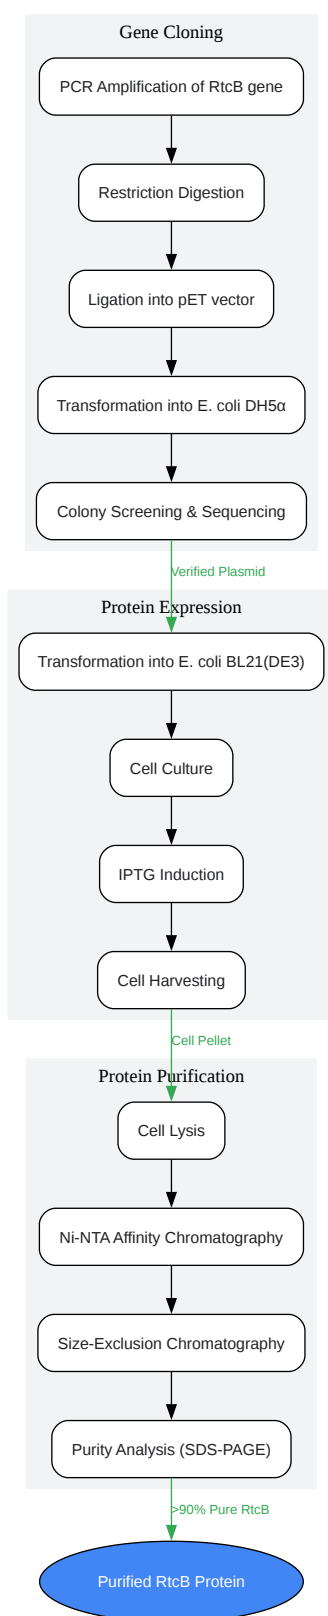 Gene Cloning
PCR Amplification of RtcB gene
Restriction Digestion
Ligation into pET vector
Transformation into E. coli DH5α
Colony Screening & Sequencing
Verified Plasmid
Protein Expression
Transformation into E. coli BL21(DE3)
Cell Culture
IPTG Induction
Cell Harvesting
Cell Pellet
Protein Purification
Cell Lysis
Ni-NTA Affinity Chromatography
Size-Exclusion Chromatography
Purity Analysis (SDS-PAGE)
>90% Pure RtcB
Purified RtcB Protein